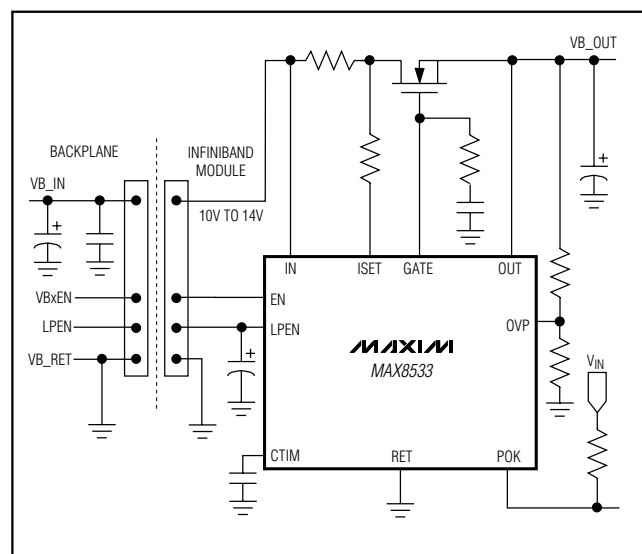 VB_OUT
BACKPLANE
INFINIBAND
MODULE
VB_IN
10V TO 14V
IN
ISET
GATE
OUT
VBxEN
EN
LPEN
LPEN
OVP
MAXIM
MAX8533
VB_RET
VIN
CTIM
RET
POK
+
+
+